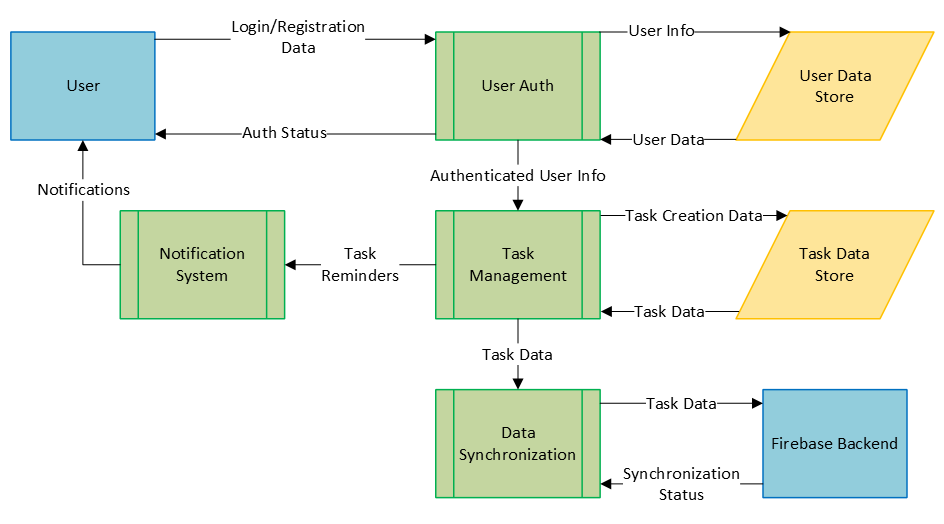 Login/Registration
Data
User Info
User
User Auth
User Data
Store
Auth Status
User Data
Authenticated User Info
Notifications
Task Creation Data
Notification
System
Task
Reminders
Task
Management
Task Data
Store
Task Data
Task Data
Task Data
Data
Synchronization
Firebase Backend
Synchronization
Status